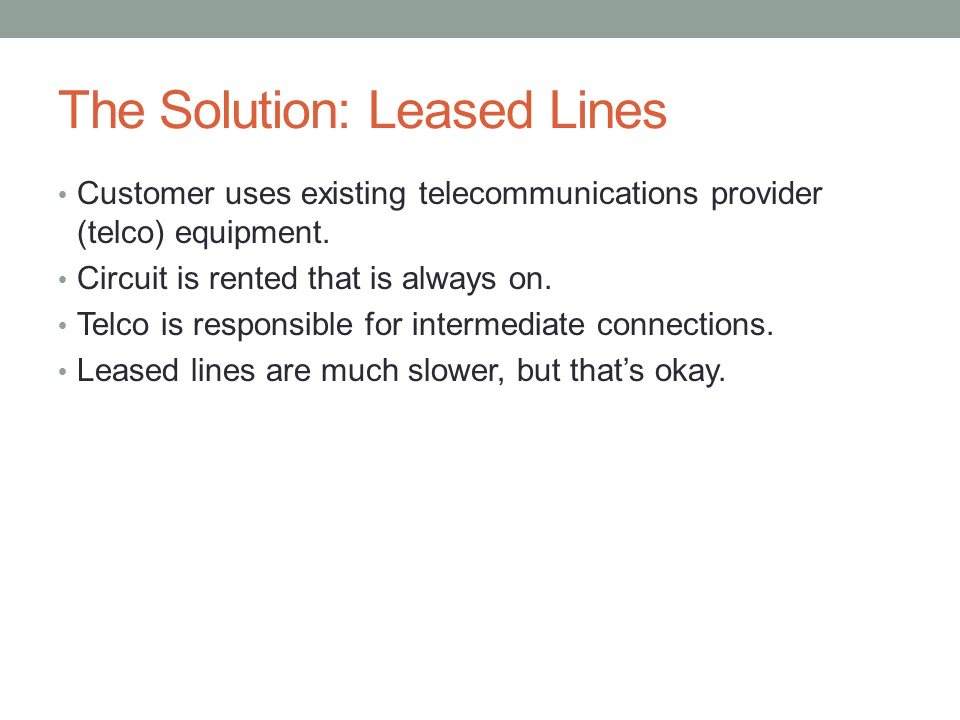 The Solution: Leased Lines
• Customer uses existing telecommunications provider
(telco) equipment.
• Circuit is rented that is always on.
• Telco is responsible for intermediate connections.
• Leased lines are much slower, but that’s okay.